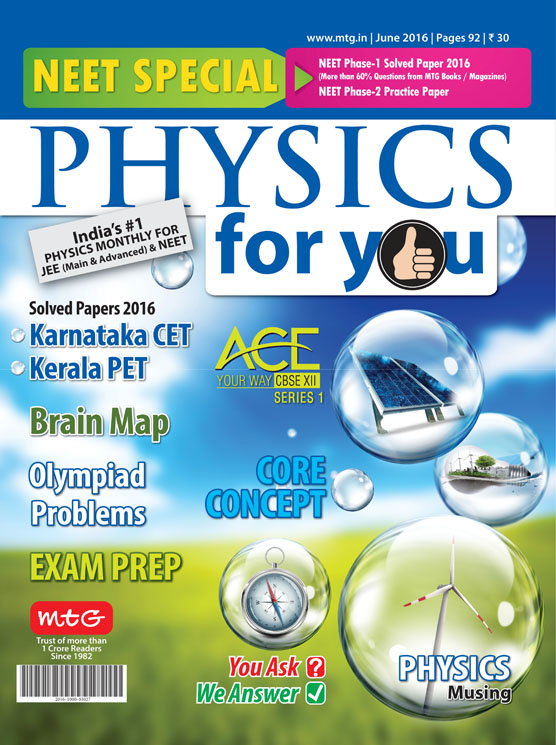 www.mtg.in | June 2016 | Pages 92 | ₹ 30
NEET SPECIAL
NEET Phase-1 Solved Paper 2016
(More than 60% Questions from MTG Books / Magazines)
NEET Phase-2 Practice Paper
PHYSICS
for you
India's #1
PHYSICS MONTHLY FOR
JEE (Main & Advanced) & NEET
Solved Papers 2016
Karnataka CET
Kerala PET
ACE
YOUR WAY CBSE XII
SERIES 1
Brain Map
CORE
CONCEPT
Olympiad
Problems
EXAM PREP
mtG
Trust of more than
1 Crore Readers
Since 1982
You Ask ?
We Answer ✓
PHYSICS
Musing